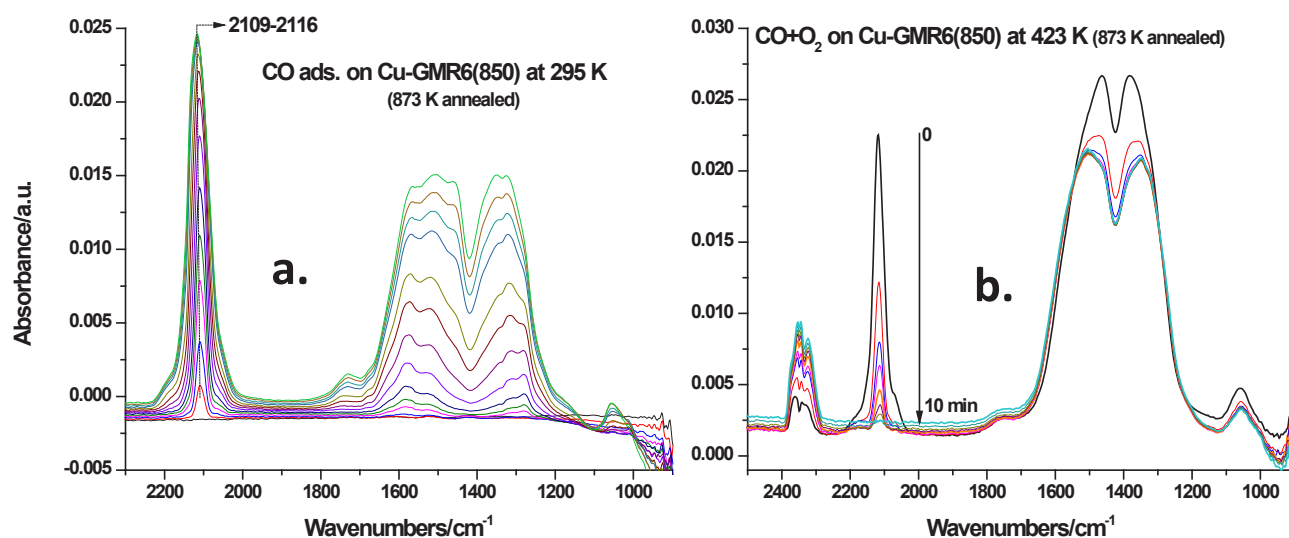 2109-2116
CO ads. on Cu-GMR6(850) at 295 K
(873 K annealed)
a.
0.025
0.020
0.015
0.010
0.005
0.000
-0.005
Absorbance/a.u.
2200 2000 1800 1600 1400 1200 1000
Wavenumbers/cm⁻¹
CO+O₂ on Cu-GMR6(850) at 423 K (873 K annealed)
0
10 min
b.
0.030
0.025
0.020
0.015
0.010
0.005
0.000
2400 2200 2000 1800 1600 1400 1200 1000
Wavenumbers/cm⁻¹